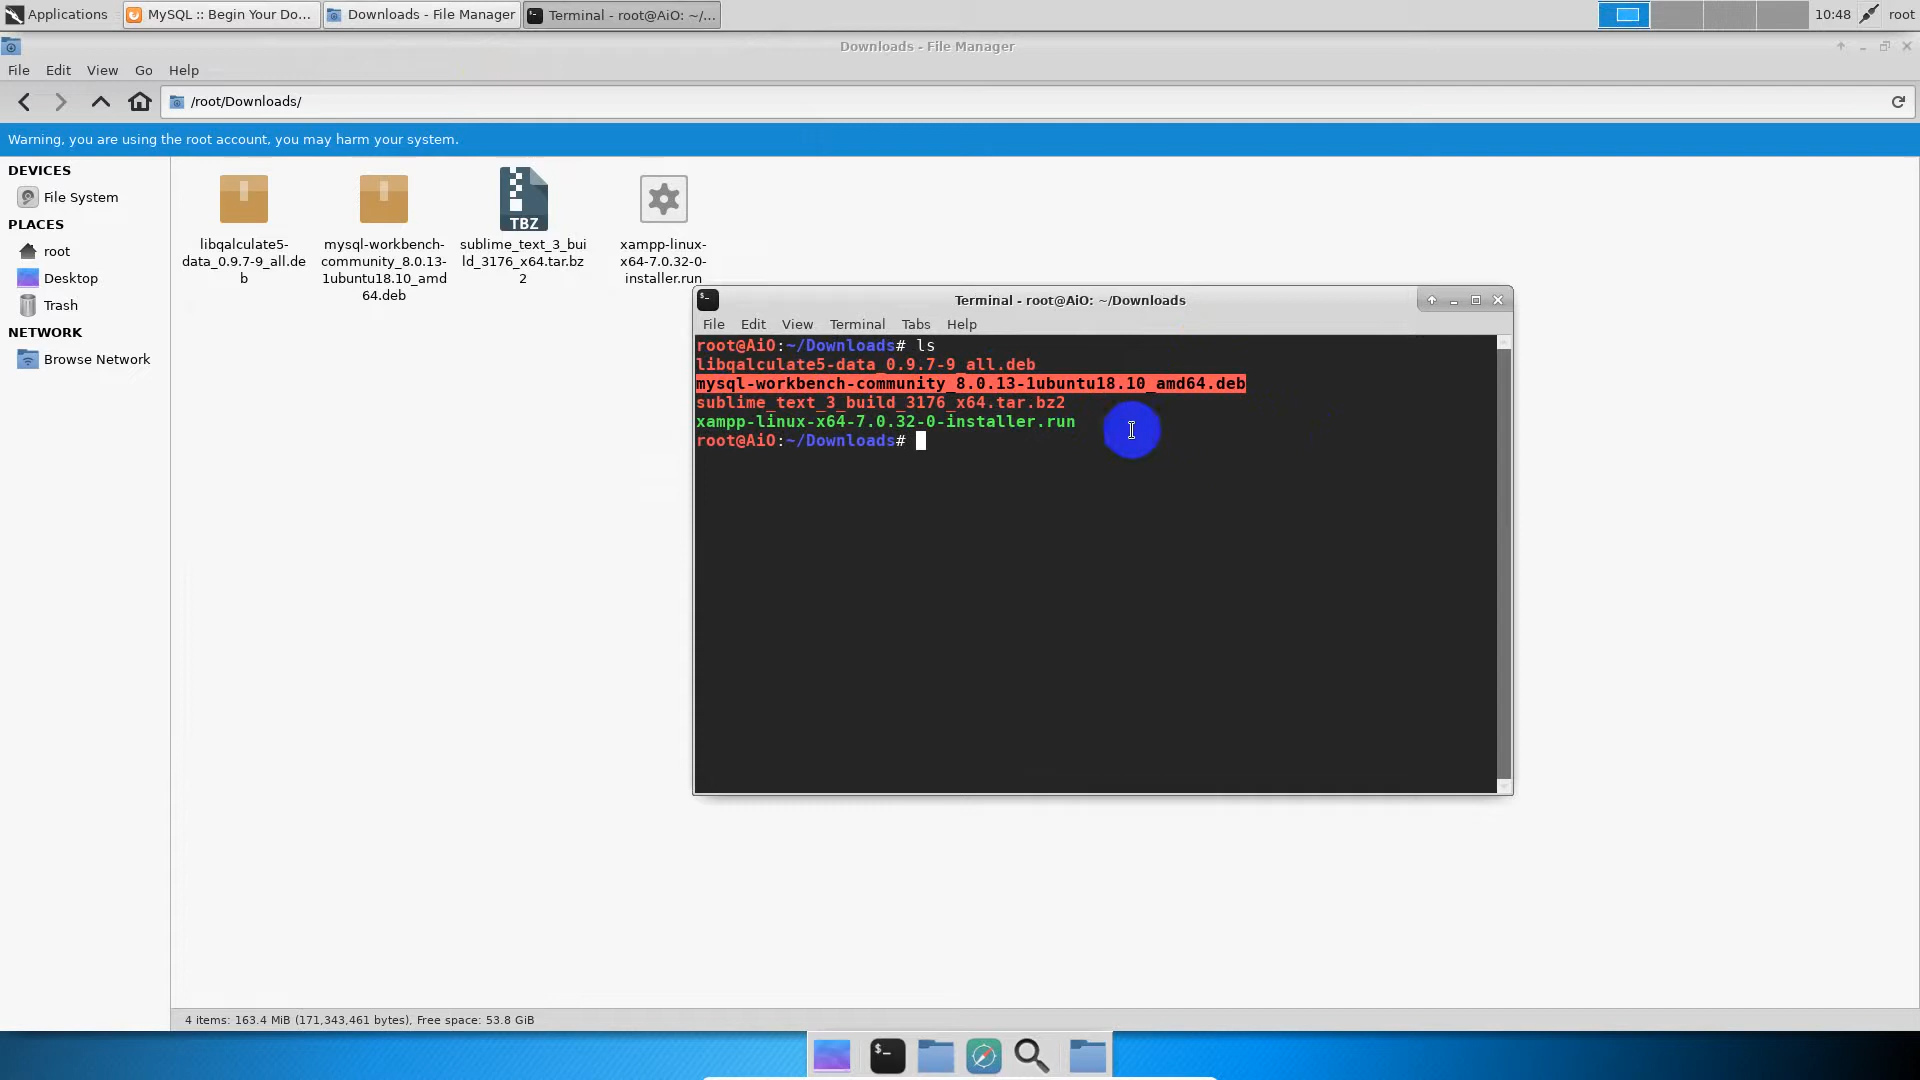 Applications
MySQL :: Begin Your Do...
Downloads - File Manager
Terminal - root@AiO: ~/...
10:48
root
Downloads - File Manager
File Edit View Go Help
/root/Downloads/
Warning, you are using the root account, you may harm your system.
DEVICES
File System
PLACES
root
Desktop
Trash
NETWORK
Browse Network
libqalculate5-
data_0.9.7-9_all.de
b
mysql-workbench-
community_8.0.13-
1ubuntu18.10_amd
64.deb
sublime_text_3_bui
ld_3176_x64.tar.bz
2
TBZ
xampp-linux-
x64-7.0.32-0-
installer.run
Terminal - root@AiO: ~/Downloads
File Edit View Terminal Tabs Help
root@AiO:~/Downloads# ls
libqalculate5-data_0.9.7-9_all.deb
mysql-workbench-community_8.0.13-1ubuntu18.10_amd64.deb
sublime_text_3_build_3176_x64.tar.bz2
xampp-linux-x64-7.0.32-0-installer.run
root@AiO:~/Downloads#
4 items: 163.4 MiB (171,343,461 bytes), Free space: 53.8 GiB